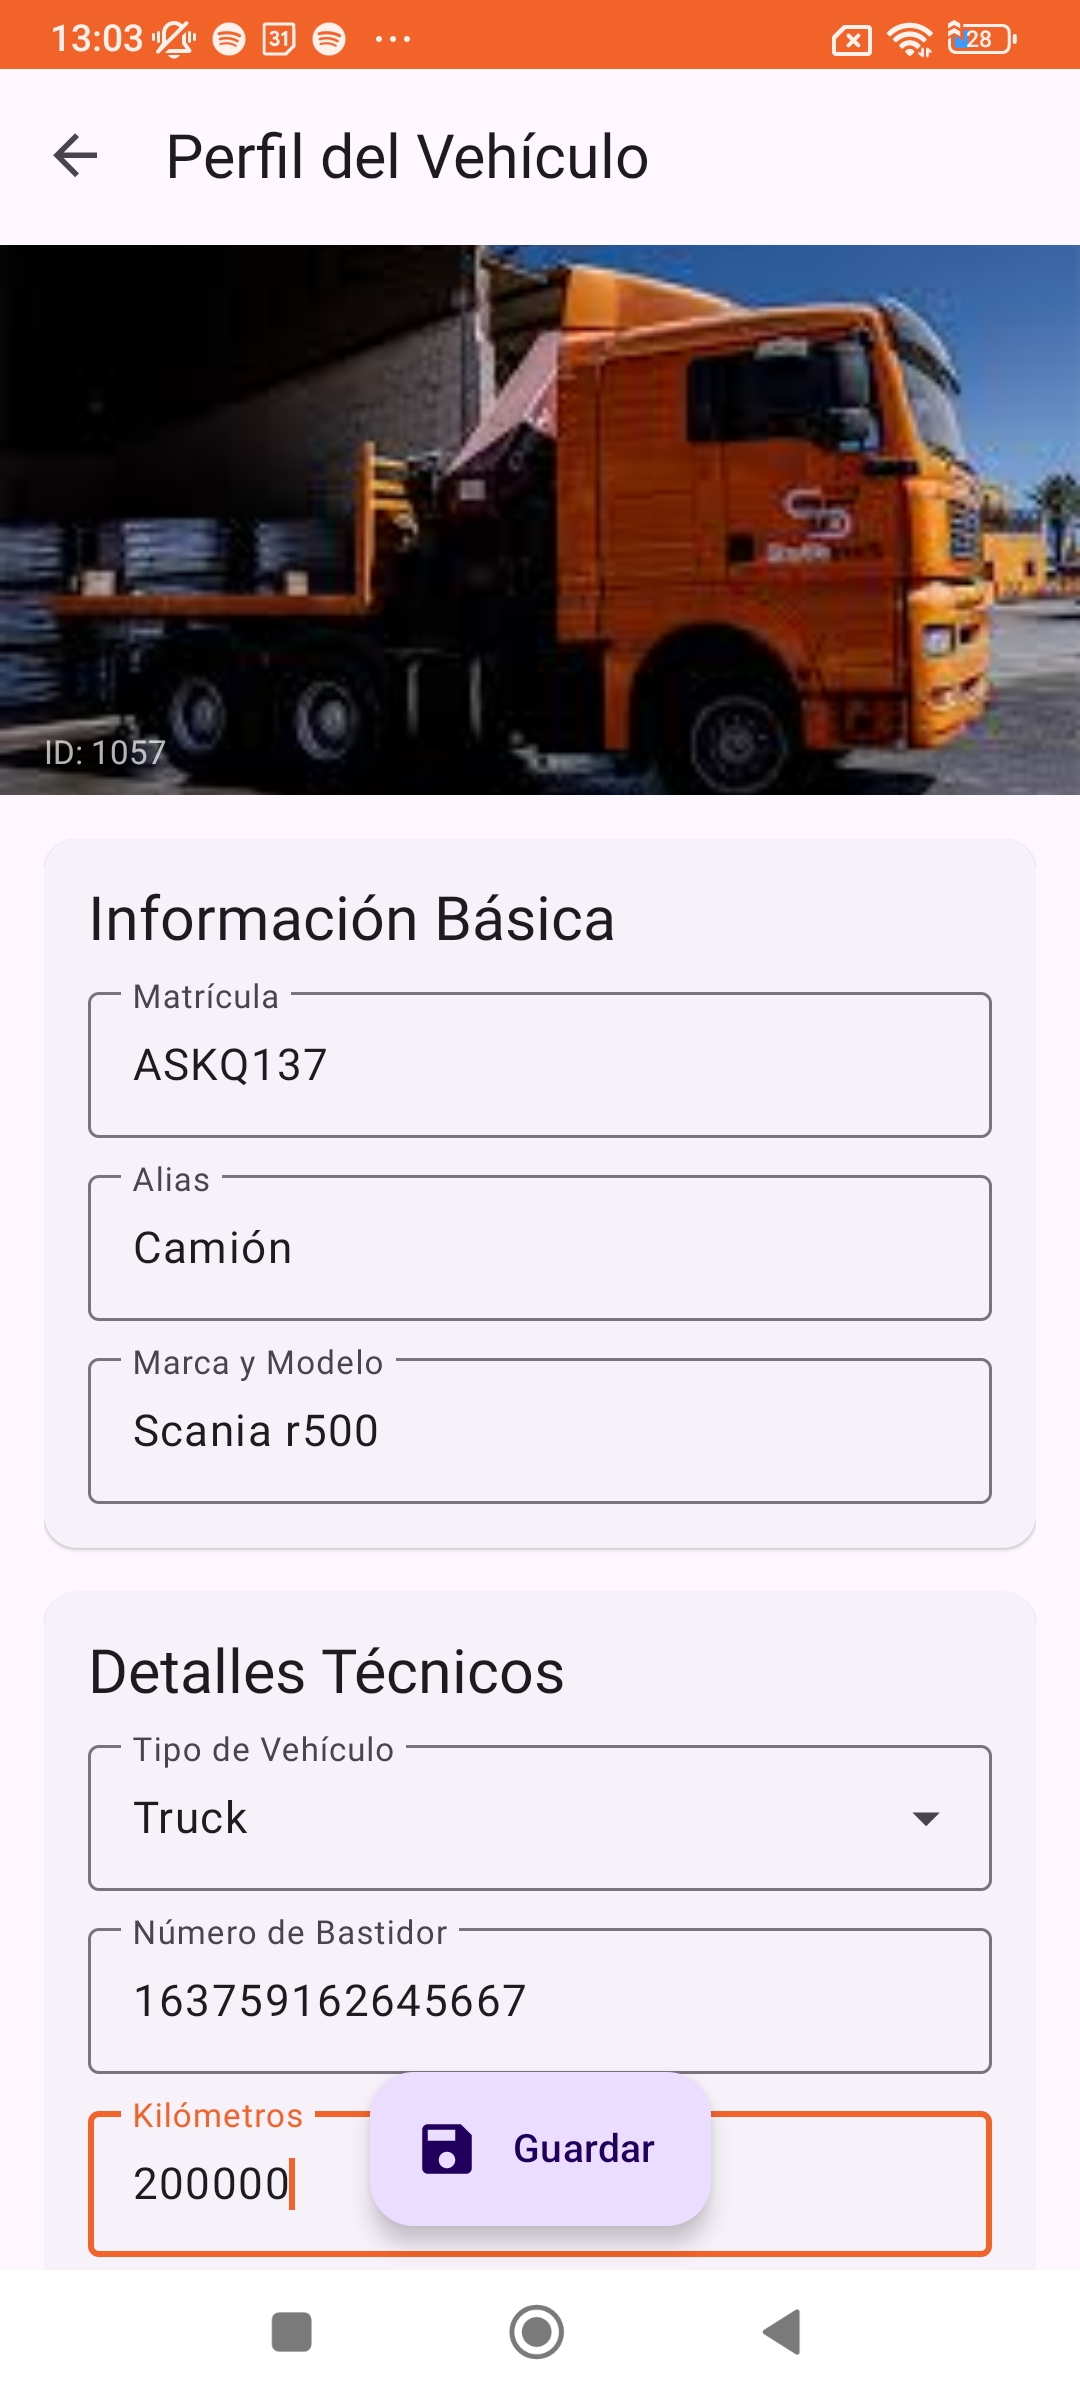 13:03
31
28
Perfil del Vehículo
ID: 1057
Información Básica
Matrícula
ASKQ137
Alias
Camión
Marca y Modelo
Scania r500
Detalles Técnicos
Tipo de Vehículo
Truck
Número de Bastidor
163759162645667
Kilómetros
200000
Guardar